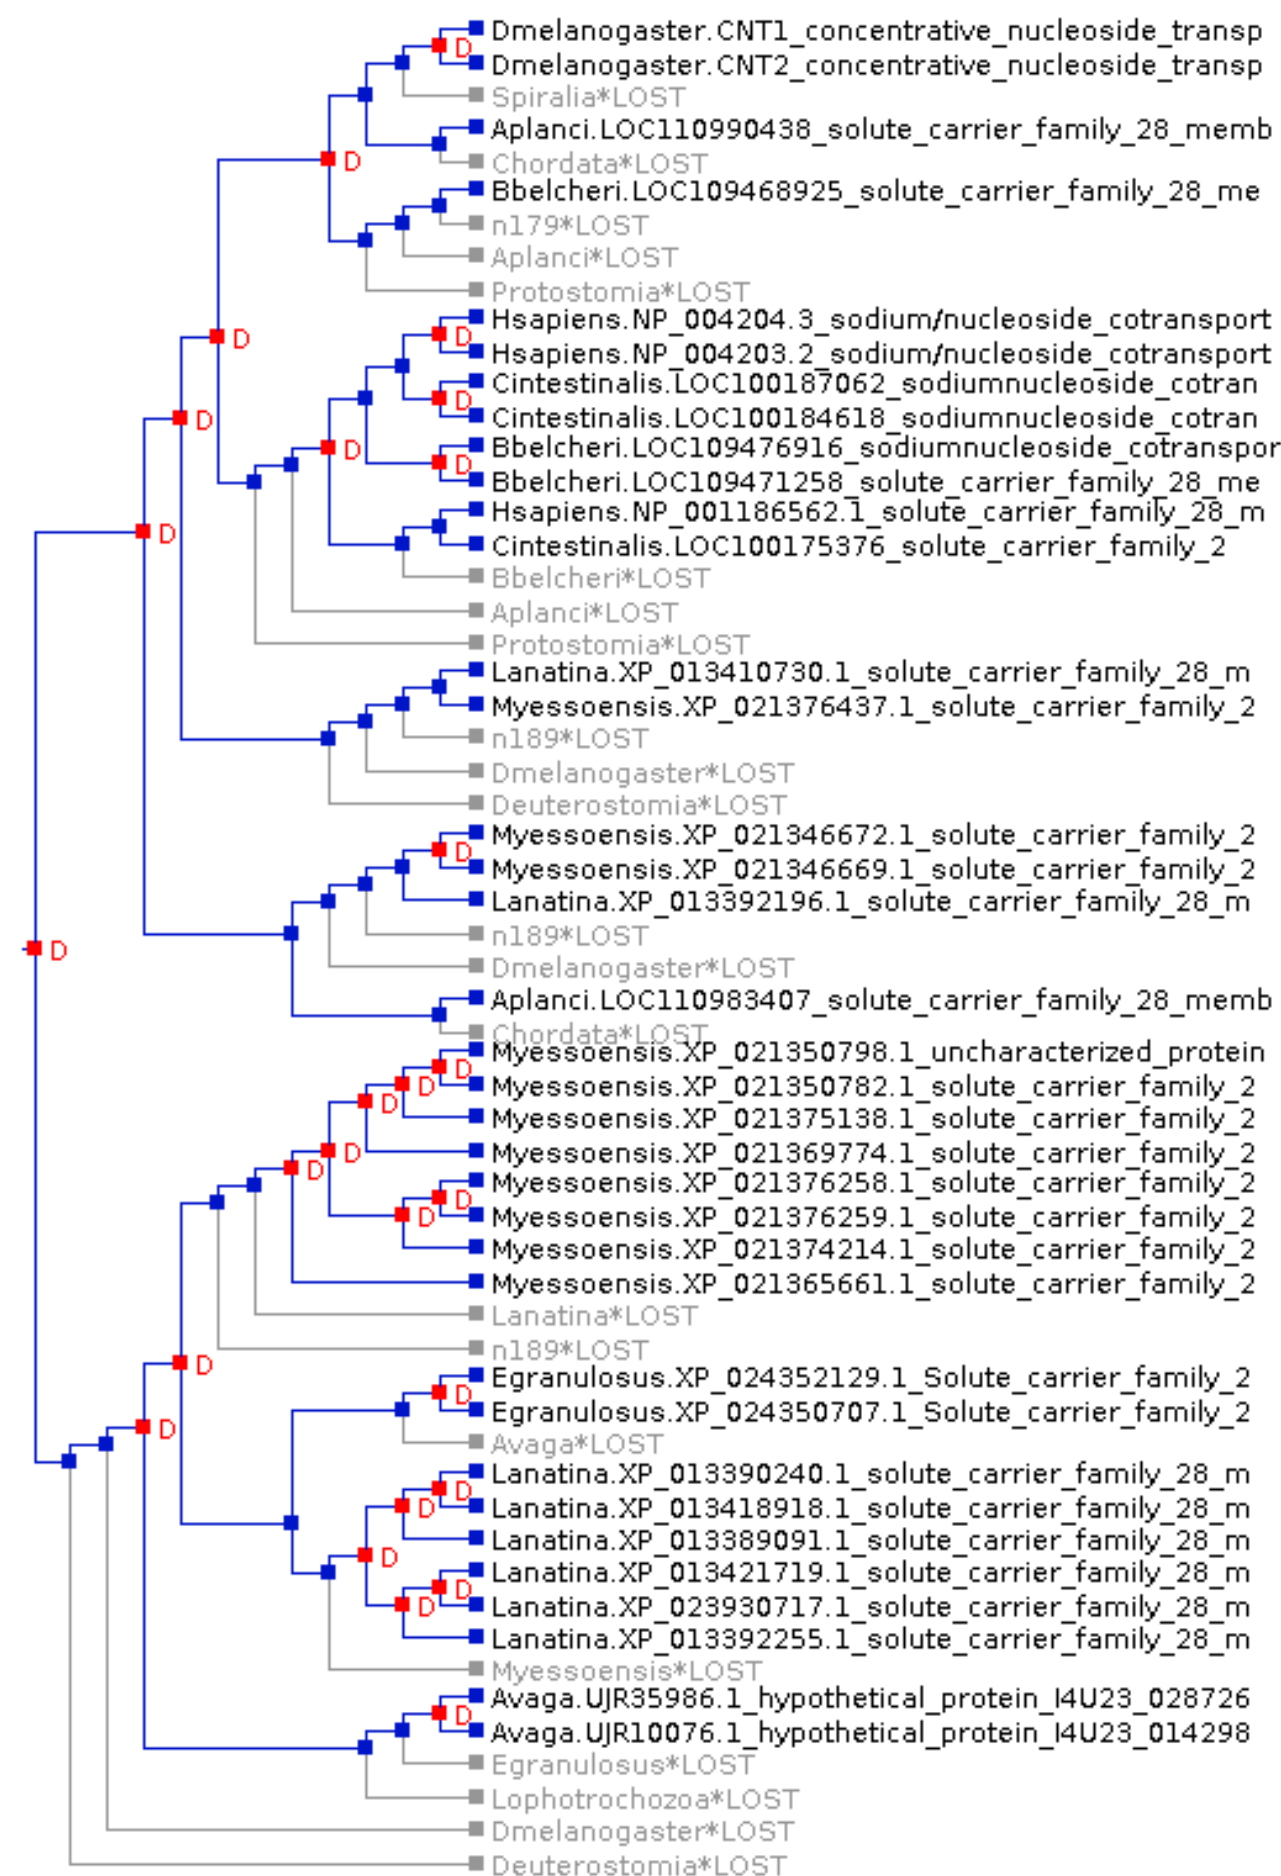 Dmelanogaster.CNT1_concentrative_nucleoside_transp
D
Dmelanogaster.CNT2_concentrative_nucleoside_transp
Spiralia*LOST
Aplanci.LOC110990438_solute_carrier_family_28_memb
D
Chordata*LOST
Bbelcheri.LOC109468925_solute_carrier_family_28_me
n179*LOST
Aplanci*LOST
Protostomia*LOST
Hsapiens.NP_004204.3_sodium/nucleoside_cotransport
D
D
Hsapiens.NP_004203.2_sodium/nucleoside_cotransport
Cintestinalis.LOC100187062_sodiumnucleoside_cotran
D
Cintestinalis.LOC100184618_sodiumnucleoside_cotran
D
Bbelcheri.LOC109476916_sodiumnucleoside_cotranspor
D
D
Bbelcheri.LOC109471258_solute_carrier_family_28_me
Hsapiens.NP_001186562.1_solute_carrier_family_28_m
D
Cintestinalis.LOC100175376_solute_carrier_family_2
Bbelcheri*LOST
Aplanci*LOST
Protostomia*LOST
Lanatina.XP_013410730.1_solute_carrier_family_28_m
Myessoensis.XP_021376437.1_solute_carrier_family_2
n189*LOST
Dmelanogaster*LOST
Deuterostomia*LOST
Myessoensis.XP_021346672.1_solute_carrier_family_2
D
Myessoensis.XP_021346669.1_solute_carrier_family_2
Lanatina.XP_013392196.1_solute_carrier_family_28_m
n189*LOST
D
Dmelanogaster*LOST
Aplanci.LOC110983407_solute_carrier_family_28_memb
Chordata*LOST
Myessoensis.XP_021350798.1_uncharacterized_protein
D
D
Myessoensis.XP_021350782.1_solute_carrier_family_2
D
Myessoensis.XP_021375138.1_solute_carrier_family_2
D
Myessoensis.XP_021369774.1_solute_carrier_family_2
D
Myessoensis.XP_021376258.1_solute_carrier_family_2
D
D
Myessoensis.XP_021376259.1_solute_carrier_family_2
Myessoensis.XP_021374214.1_solute_carrier_family_2
Myessoensis.XP_021365661.1_solute_carrier_family_2
Lanatina*LOST
n189*LOST
D
Egranulosus.XP_024352129.1_Solute_carrier_family_2
D
Egranulosus.XP_024350707.1_Solute_carrier_family_2
D
Avaga*LOST
Lanatina.XP_013390240.1_solute_carrier_family_28_m
D
D
Lanatina.XP_013418918.1_solute_carrier_family_28_m
Lanatina.XP_013389091.1_solute_carrier_family_28_m
D
Lanatina.XP_013421719.1_solute_carrier_family_28_m
D
D
Lanatina.XP_023930717.1_solute_carrier_family_28_m
Lanatina.XP_013392255.1_solute_carrier_family_28_m
Myessoensis*LOST
Avaga.UJR35986.1_hypothetical_protein_I4U23_028726
D
Avaga.UJR10076.1_hypothetical_protein_I4U23_014298
Egranulosus*LOST
Lophotrochozoa*LOST
Dmelanogaster*LOST
Deuterostomia*LOST